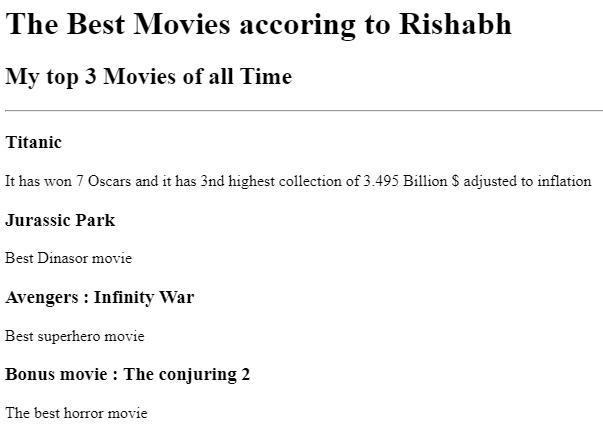 The Best Movies accoring to Rishabh
My top 3 Movies of all Time
Titanic
It has won 7 Oscars and it has 3nd highest collection of 3.495 Billion $ adjusted to inflation
Jurassic Park
Best Dinasor movie
Avengers : Infinity War
Best superhero movie
Bonus movie : The conjuring 2
The best horror movie